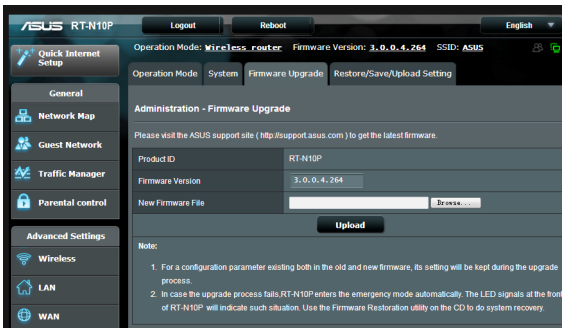 ASUS RT-N10P Logout Reboot English
Operation Mode: Wireless router Firmware Version: 3.0.0.4.264 SSID: ASUS
Quick Internet
Setup
Operation Mode System Firmware Upgrade Restore/Save/Upload Setting
General
Network Map
Guest Network
Traffic Manager
Parental control
Advanced Settings
Wireless
LAN
WAN
Administration - Firmware Upgrade
Please visit the ASUS support site ( http://support.asus.com ) to get the latest firmware.
Product ID RT-N10P
Firmware Version 3.0.0.4.264
New Firmware File Browse...
Upload
Note:
1. For a configuration parameter existing both in the old and new firmware, its setting will be kept during the upgrade
process.
2. In case the upgrade process fails,RT-N10P enters the emergency mode automatically. The LED signals at the front
of RT-N10P will indicate such situation. Use the Firmware Restoration utility on the CD to do system recovery.